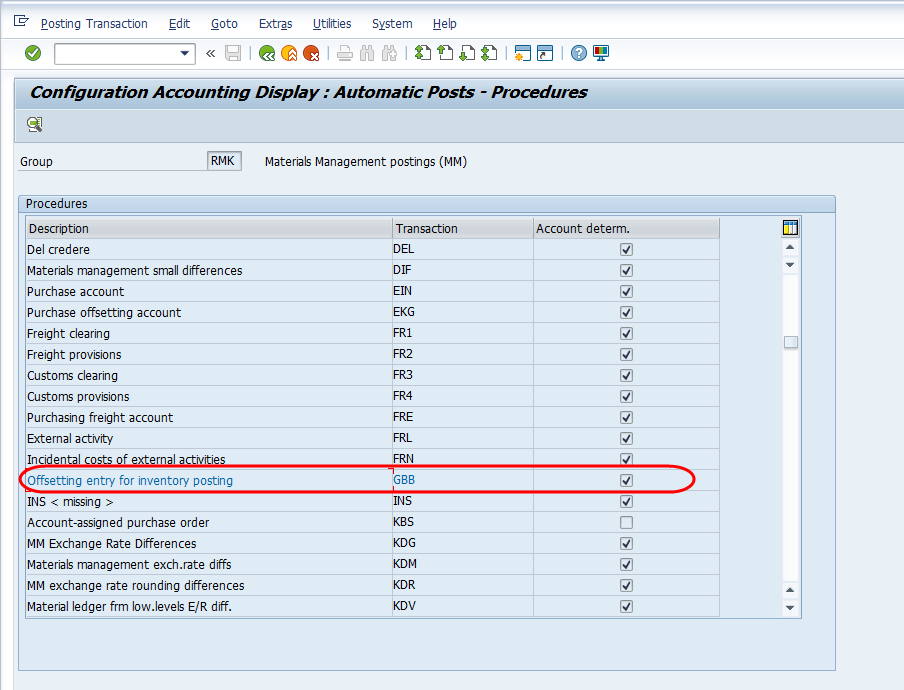 Posting Transaction Edit Goto Extras Utilities System Help
Configuration Accounting Display : Automatic Posts - Procedures
Group RMK Materials Management postings (MM)
Procedures
Description Transaction Account determ.
Del credere DEL
Materials management small differences DIF
Purchase account EIN
Purchase offsetting account EKG
Freight clearing FR1
Freight provisions FR2
Customs clearing FR3
Customs provisions FR4
Purchasing freight account FRE
External activity FRL
Incidental costs of external activities FRN
Offsetting entry for inventory posting GBB
INS < missing > INS
Account-assigned purchase order KBS
MM Exchange Rate Differences KDG
Materials management exch.rate diffs KDM
MM exchange rate rounding differences KDR
Material ledger frm low.levels E/R diff. KDV